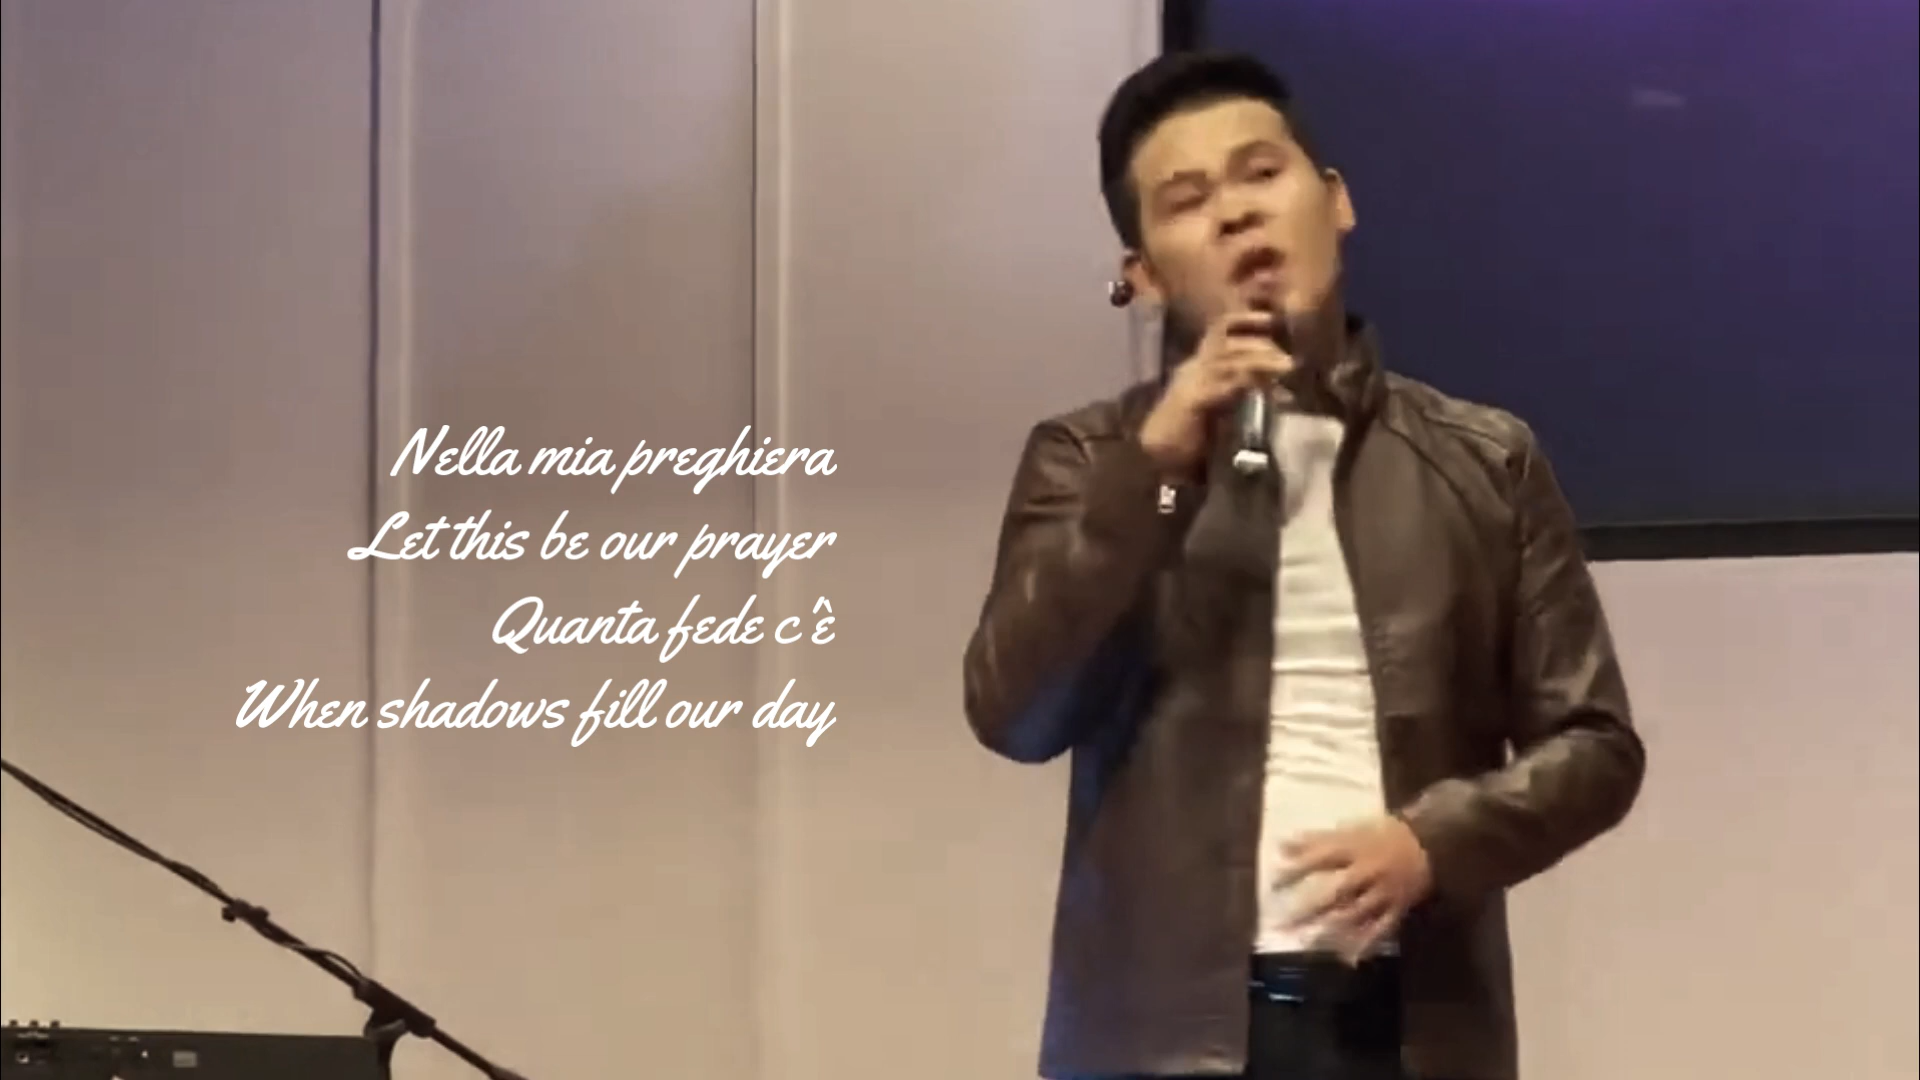 Nella mia preghiera
Let this be our prayer
Quanta fede c'è
When shadows fill our day